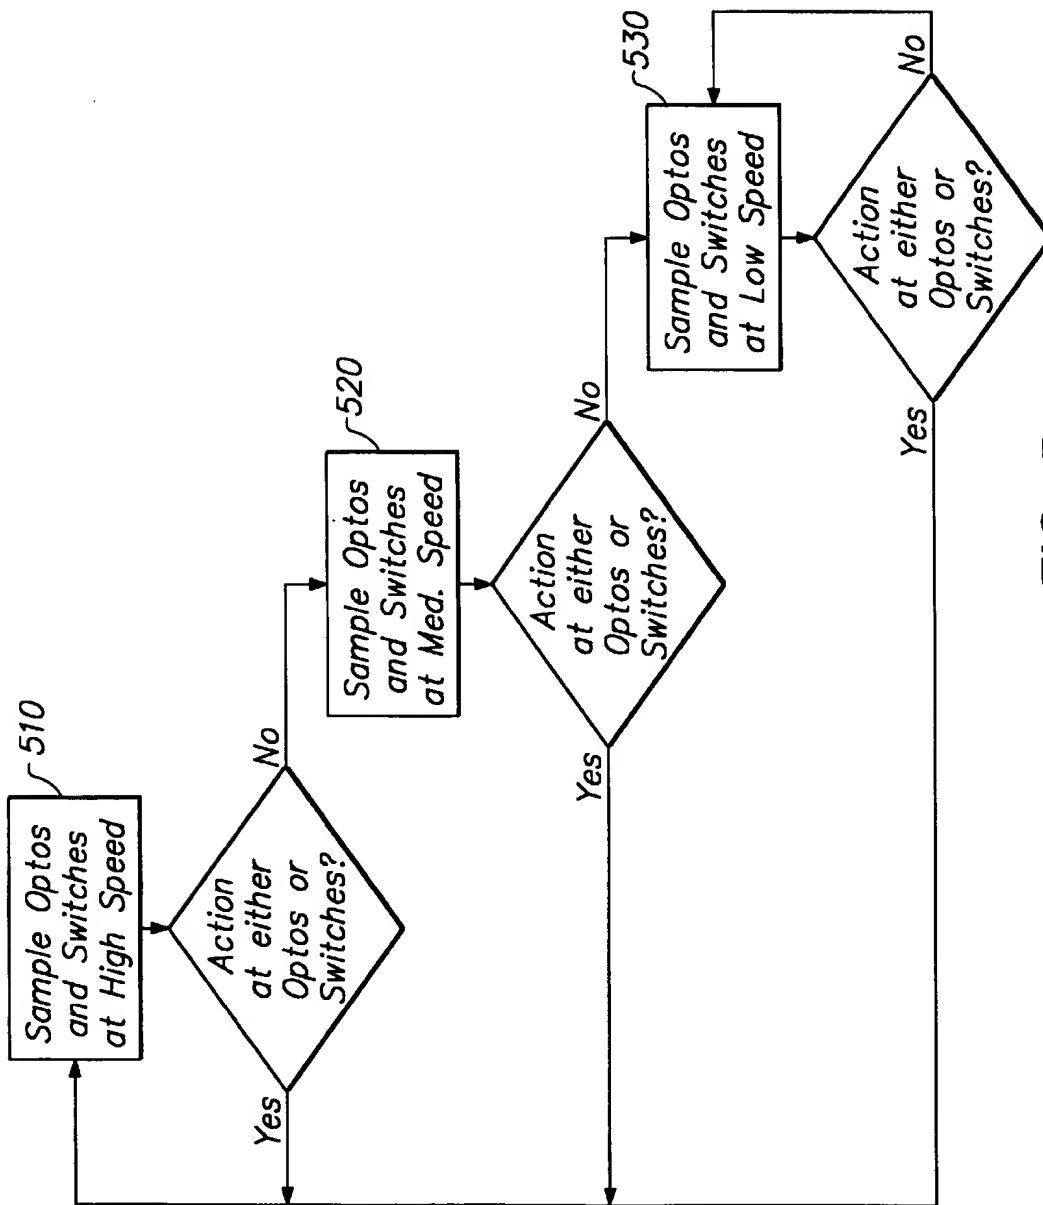 510
Sample Optos
and Switches
at High Speed
Action
at either
Optos or
Switches?
Yes
No
520
Sample Optos
and Switches
at Med. Speed
Action
at either
Optos or
Switches?
Yes
No
530
Sample Optos
and Switches
at Low Speed
Action
at either
Optos or
Switches?
Yes
No